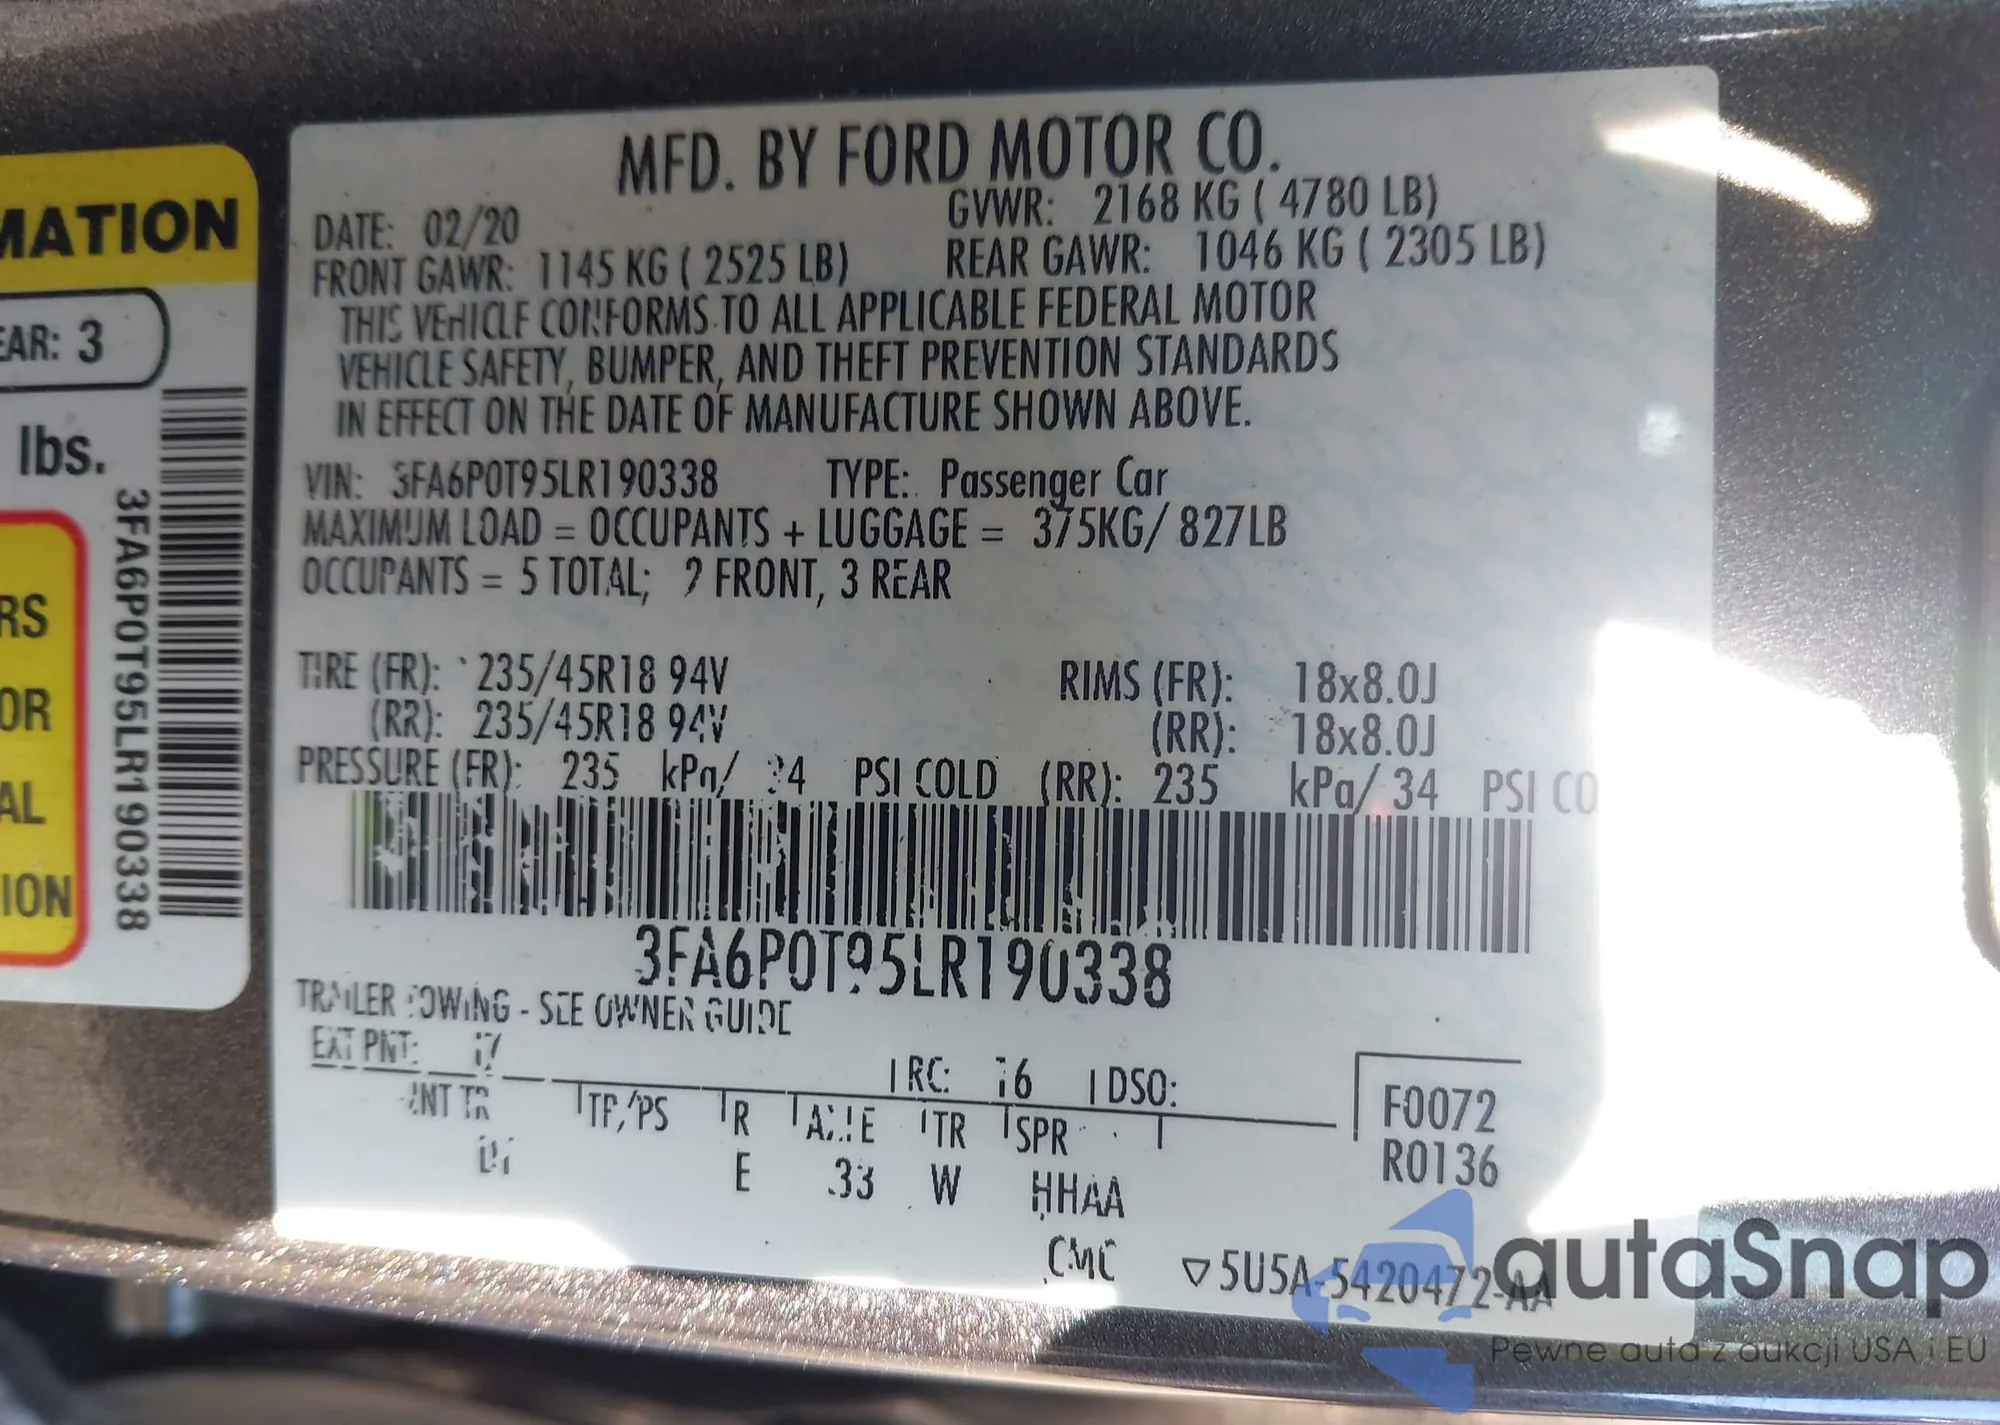 MATION
EAR: 3
lbs.
RS
OR
AL
ION
3FA6P0T95LR190338
MFD. BY FORD MOTOR CO.
DATE: 02/20 GVWR: 2168 KG ( 4780 LB)
FRONT GAWR: 1145 KG ( 2525 LB) REAR GAWR: 1046 KG ( 2305 LB)
THIS VEHICLE CONFORMS TO ALL APPLICABLE FEDERAL MOTOR
VEHICLE SAFETY, BUMPER, AND THEFT PREVENTION STANDARDS
IN EFFECT ON THE DATE OF MANUFACTURE SHOWN ABOVE.
VIN: 3FA6P0T95LR190338 TYPE: Passenger Car
MAXIMUM LOAD = OCCUPANTS + LUGGAGE = 375KG/ 827LB
OCCUPANTS = 5 TOTAL; 2 FRONT, 3 REAR
TIRE (FR): 235/45R18 94V RIMS (FR): 18x8.0J
(RR): 235/45R18 94V (RR): 18x8.0J
PRESSURE (FR): 235 kPa/ 34 PSI COLD (RR): 235 kPa/ 34 PSI CO
3FA6P0T95LR190338
TRAILER TOWING - SEE OWNER GUIDE
EXT PNT: RC: 16 DSO:
INT TR TP/PS R AXLE TR SPR F0072
E 33 W HHAA R0136
CMC ▽5U5A-5420472-AA
autaSnap
Pewne auta z aukcji USA i EU